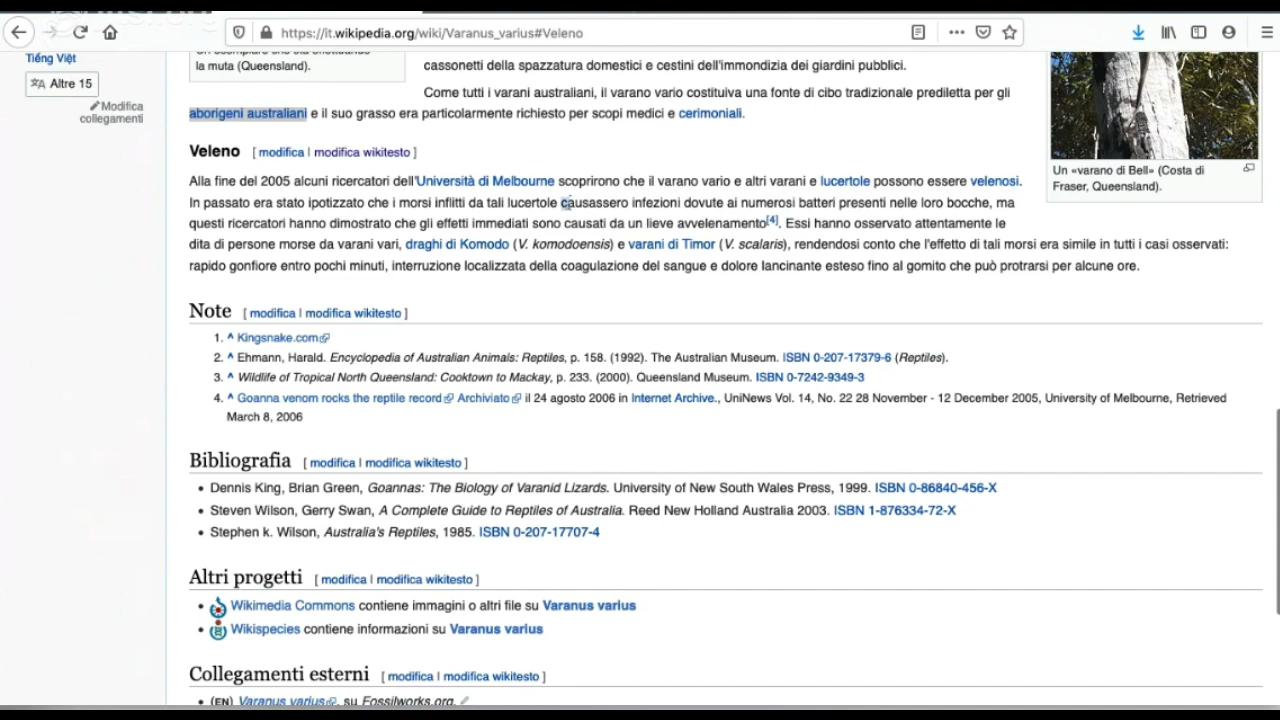 https://it.wikipedia.org/wiki/Varanus_varius#Veleno
Tiếng Việt
Altre 15
Modifica
collegamenti
la muta (Queensland).
cassonetti della spazzatura domestici e cestini dell'immondizia dei giardini pubblici.
Come tutti i varani australiani, il varano vario costituiva una fonte di cibo tradizionale prediletta per gli
aborigeni australiani e il suo grasso era particolarmente richiesto per scopi medici e cerimoniali.
Un «varano di Bell» (Costa di
Fraser, Queensland).
Veleno [ modifica | modifica wikitesto ]
Alla fine del 2005 alcuni ricercatori dell'Università di Melbourne scoprirono che il varano vario e altri varani e lucertole possono essere velenosi.
In passato era stato ipotizzato che i morsi inflitti da tali lucertole causassero infezioni dovute ai numerosi batteri presenti nelle loro bocche, ma
questi ricercatori hanno dimostrato che gli effetti immediati sono causati da un lieve avvelenamento[4]. Essi hanno osservato attentamente le
dita di persone morse da varani vari, draghi di Komodo (V. komodoensis) e varani di Timor (V. scalaris), rendendosi conto che l'effetto di tali morsi era simile in tutti i casi osservati:
rapido gonfiore entro pochi minuti, interruzione localizzata della coagulazione del sangue e dolore lancinante esteso fino al gomito che può protrarsi per alcune ore.
Note [ modifica | modifica wikitesto ]
1. ^ Kingsnake.com
2. ^ Ehmann, Harald. Encyclopedia of Australian Animals: Reptiles, p. 158. (1992). The Australian Museum. ISBN 0-207-17379-6 (Reptiles).
3. ^ Wildlife of Tropical North Queensland: Cooktown to Mackay, p. 233. (2000). Queensland Museum. ISBN 0-7242-9349-3
4. ^ Goanna venom rocks the reptile record Archiviato il 24 agosto 2006 in Internet Archive., UniNews Vol. 14, No. 22 28 November - 12 December 2005, University of Melbourne, Retrieved
March 8, 2006
Bibliografia [ modifica | modifica wikitesto ]
• Dennis King, Brian Green, Goannas: The Biology of Varanid Lizards. University of New South Wales Press, 1999. ISBN 0-86840-456-X
• Steven Wilson, Gerry Swan, A Complete Guide to Reptiles of Australia. Reed New Holland Australia 2003. ISBN 1-876334-72-X
• Stephen k. Wilson, Australia's Reptiles, 1985. ISBN 0-207-17707-4
Altri progetti [ modifica | modifica wikitesto ]
• Wikimedia Commons contiene immagini o altri file su Varanus varius
• Wikispecies contiene informazioni su Varanus varius
Collegamenti esterni [ modifica | modifica wikitesto ]
• (EN) Varanus varius, su Fossilworks.org.